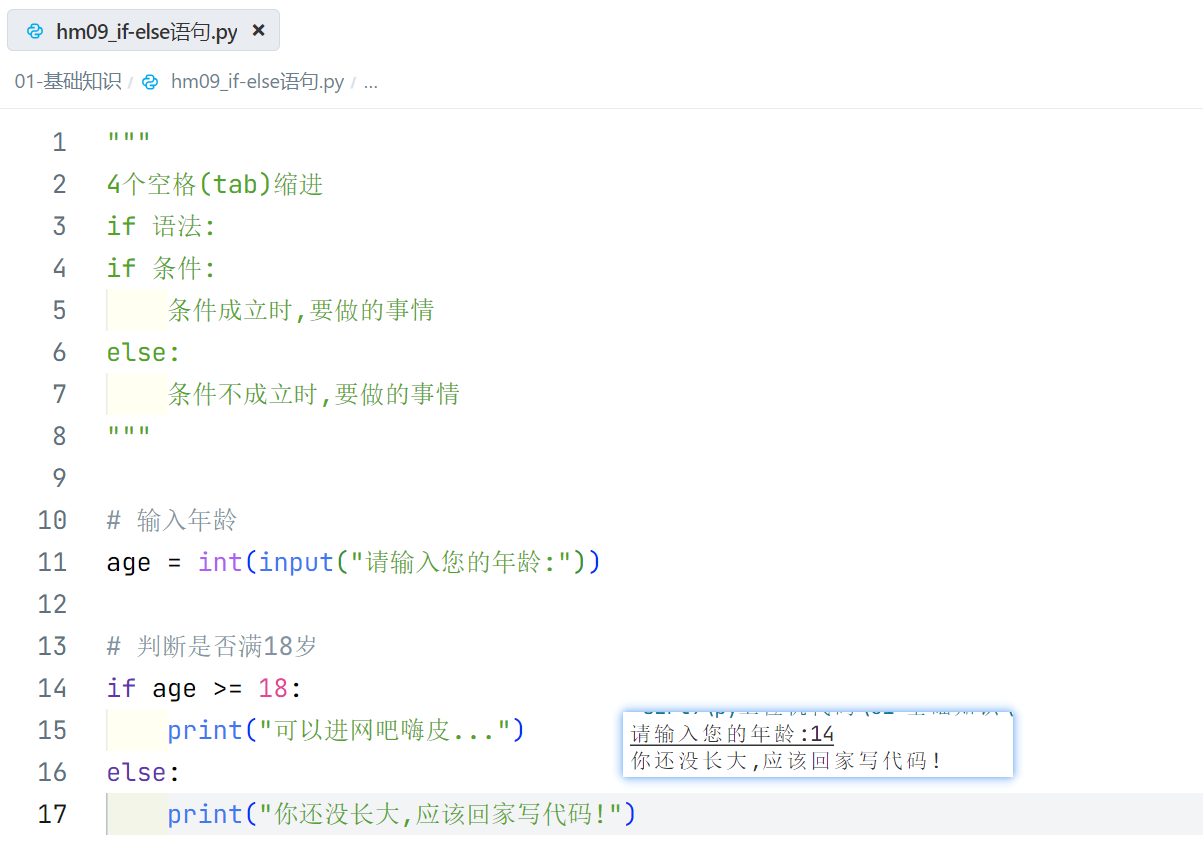 hm09_if-else语句.py ×
01-基础知识 / hm09_if-else语句.py / ...
1 """
2 4个空格(tab)缩进
3 if 语法:
4 if 条件:
5     条件成立时,要做的事情
6 else:
7     条件不成立时,要做的事情
8 """
9
10 # 输入年龄
11 age = int(input("请输入您的年龄:"))
12
13 # 判断是否满18岁
14 if age >= 18:
15     print("可以进网吧嗨皮...")
16 else:
17     print("你还没长大,应该回家写代码!")
请输入您的年龄:14
你还没长大,应该回家写代码!